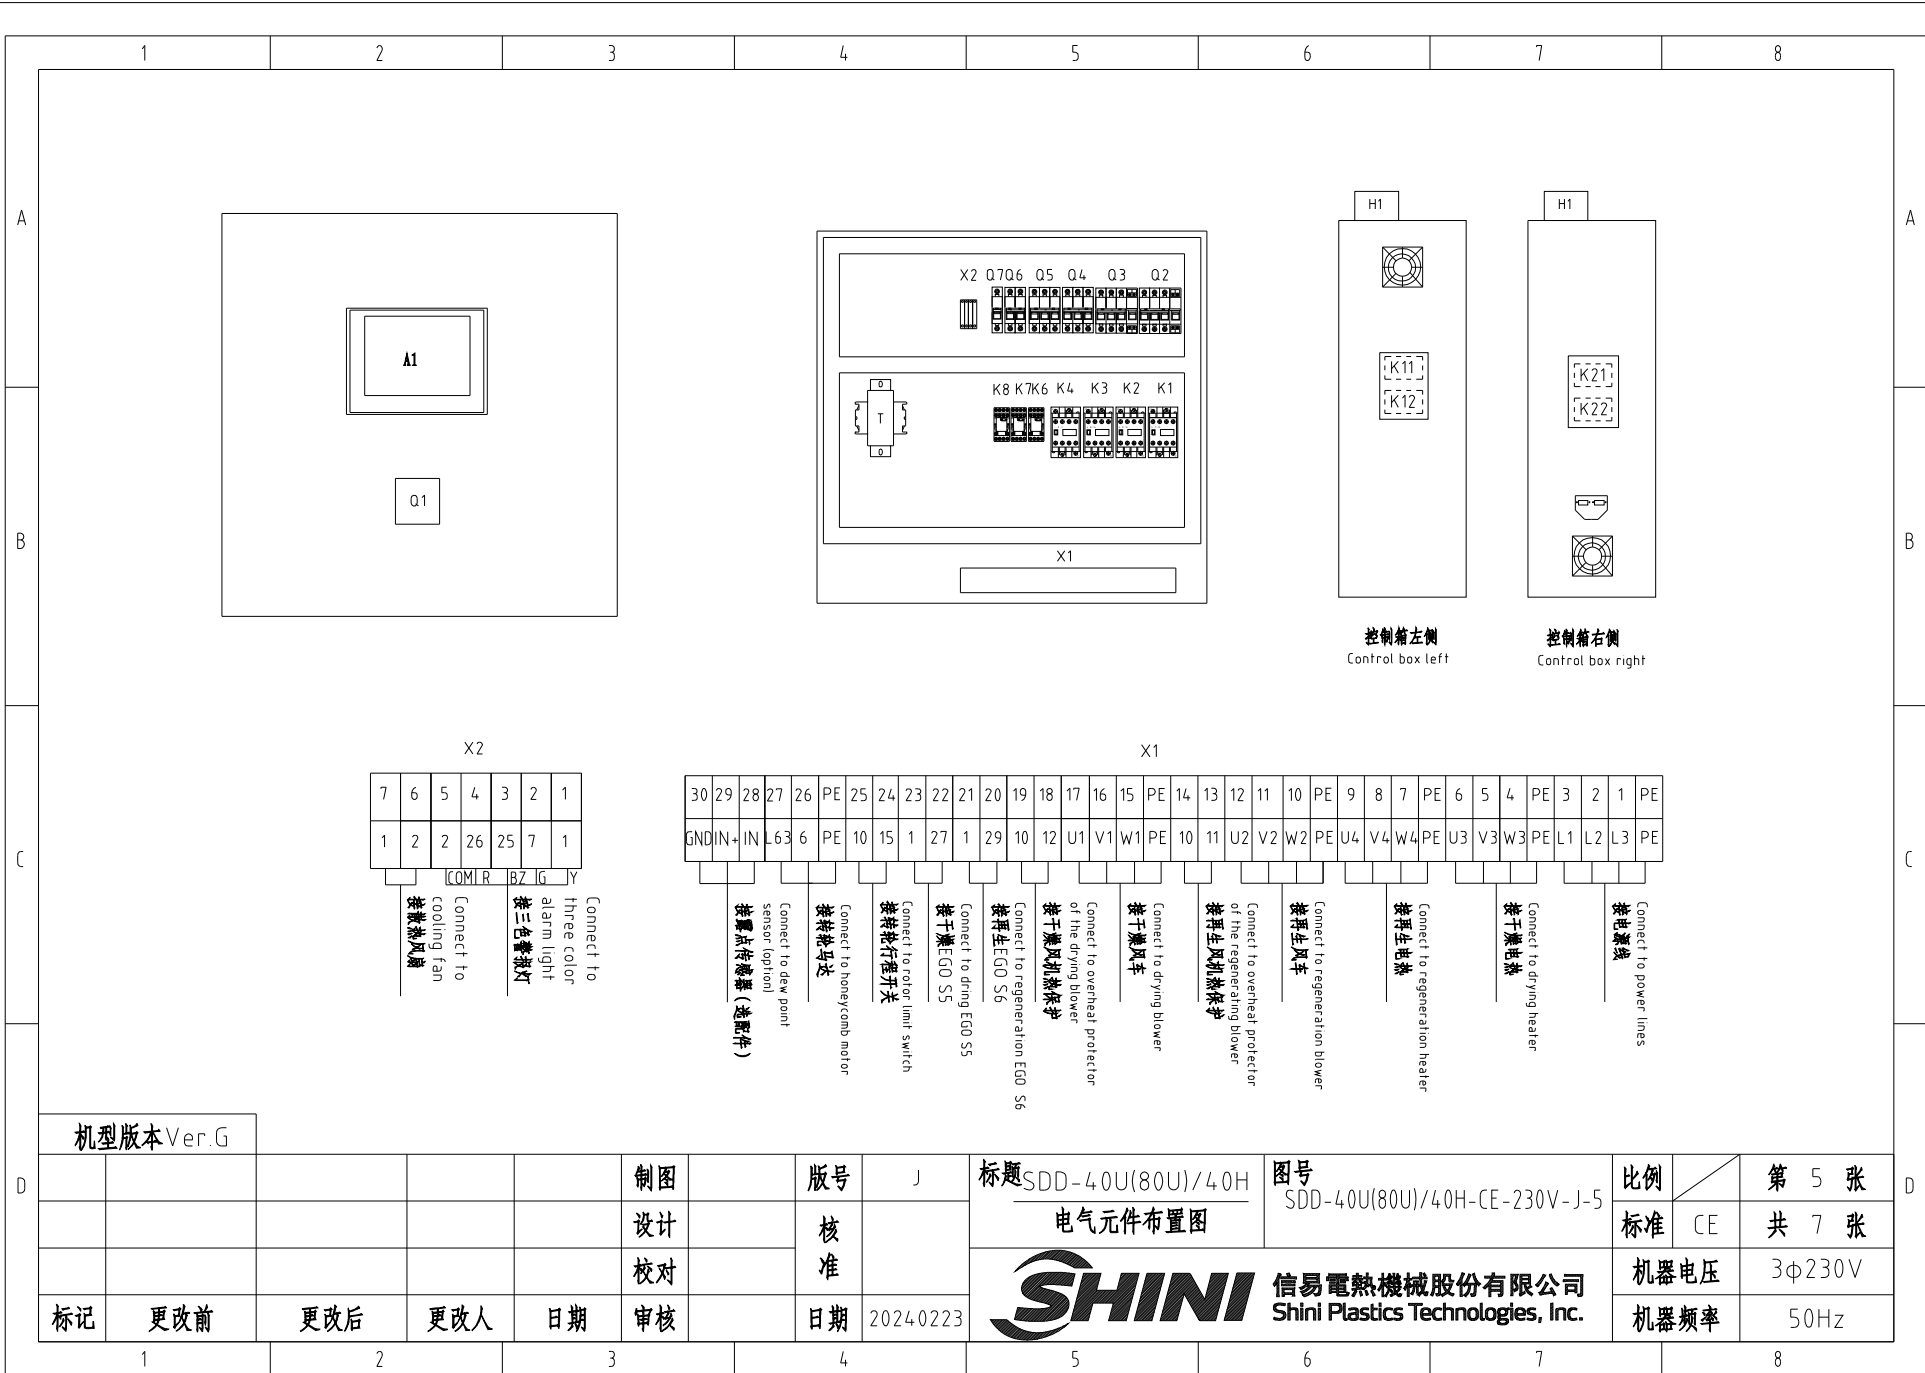 1 2 3 4 5 6 7 8
A
A
B
B
C
C
D
D
A1
Q1
X2 Q7 Q6 Q5 Q4 Q3 Q2
K8 K7 K6 K4 K3 K2 K1
0
T
0
X1
H1
K11
K12
控制箱左侧
Control box left
H1
K21
K22
控制箱右侧
Control box right
X2
7 6 5 4 3 2 1
1 2 2 26 25 7 1
COM R BZ G Y
接散热风扇
Connect to
cooling fan
接三色警报灯
Connect to
three color
alarm light
X1
30 29 28 27 26 PE 25 24 23 22 21 20 19 18 17 16 15 PE 14 13 12 11 10 PE 9 8 7 PE 6 5 4 PE 3 2 1 PE
GND IN+ IN L63 6 PE 10 15 1 27 1 29 10 12 U1 V1 W1 PE 10 11 U2 V2 W2 PE U4 V4 W4 PE U3 V3 W3 PE L1 L2 L3 PE
接露点传感器(选配件)
Connect to dew point
sensor (option)
接转轮马达
Connect to honeycomb motor
接转轮行程开关
Connect to rotor limit switch
接干燥EGO S5
Connect to dring EGO S5
接再生EGO S6
Connect to regeneration EGO S6
接干燥风机热保护
Connect to overheat protector
of the drying blower
接干燥风车
Connect to drying blower
接再生风机热保护
Connect to overheat protector
of the regenerating blower
接再生风车
Connect to regeneration blower
接再生电热
Connect to regeneration heater
接干燥电热
Connect to drying heater
接电源线
Connect to power lines
机型版本Ver.G
制图 版号 J
设计 核准
校对
标记 更改前 更改后 更改人 日期 审核 日期 20240223
标题 SDD-40U(80U)/40H
电气元件布置图
图号
SDD-40U(80U)/40H-CE-230V-J-5
比例 第 5 张
标准 CE 共 7 张
机器电压 3φ230V
机器频率 50Hz
SHINI
信易電熱機械股份有限公司
Shini Plastics Technologies, Inc.
1 2 3 4 5 6 7 8